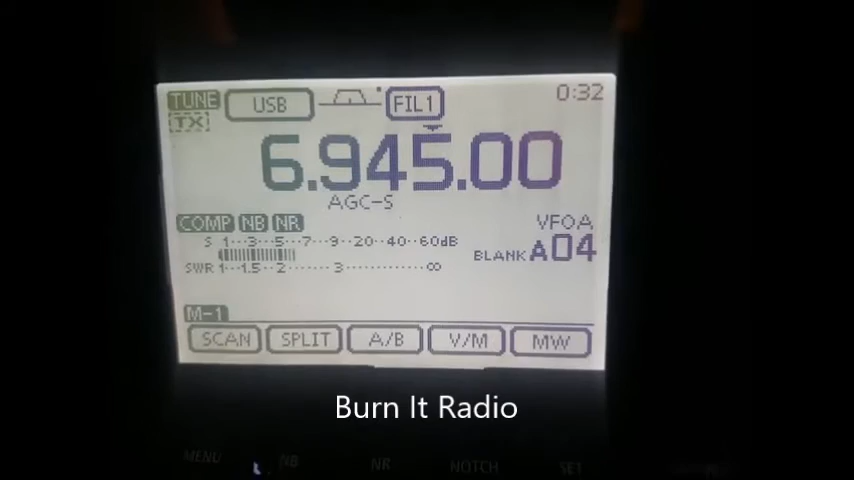 TUNE USB FIL1 0:32
TX
6.945.00
AGC-S
COMP NB NR VFOA
S 1···3···5···7···9··20··40··60dB
BLANK A04
SWR 1···1.5··2·······3············∞
M-1
SCAN SPLIT A/B V/M MW
Burn It Radio
MENU NB NR NOTCH SET